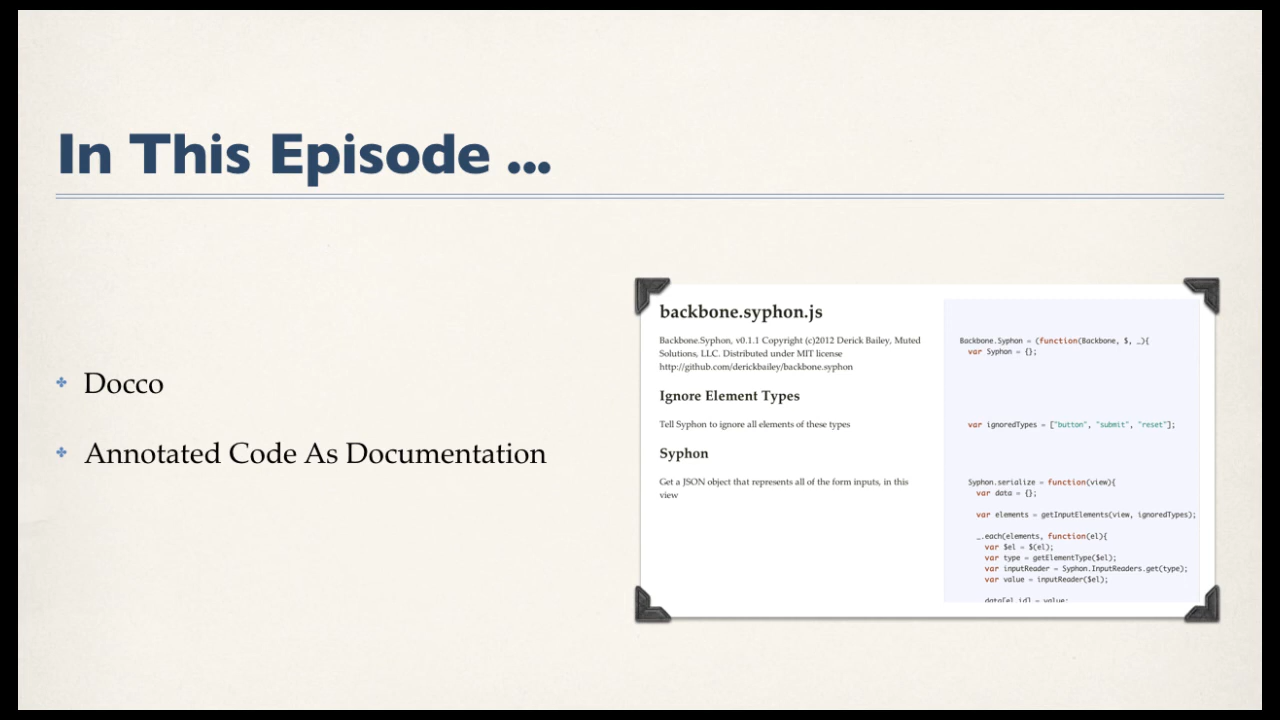 In This Episode ...
Docco
Annotated Code As Documentation
backbone.syphon.js
Backbone.Syphon, v0.1.1 Copyright (c)2012 Derick Bailey, Muted
Solutions, LLC. Distributed under MIT license
http://github.com/derickbailey/backbone.syphon
Ignore Element Types
Tell Syphon to ignore all elements of these types
Syphon
Get a JSON object that represents all of the form inputs, in this
view
Backbone.Syphon = (function(Backbone, $, _){
var Syphon = {};
var ignoredTypes = ["button", "submit", "reset"];
Syphon.serialize = function(view){
var data = {};
var elements = getInputElements(view, ignoredTypes);
_.each(elements, function(el){
var $el = $(el);
var type = getElementType($el);
var inputReader = Syphon.InputReaders.get(type);
var value = inputReader($el);
data[el.id] = value;